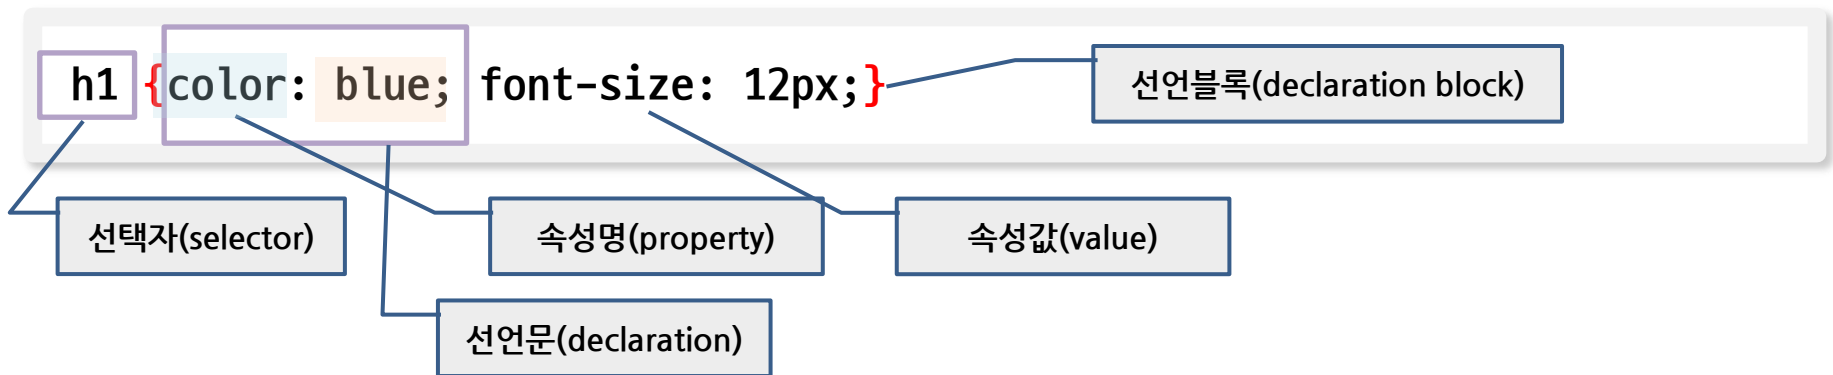 h1 {color: blue; font-size: 12px;}
선언블록(declaration block)
선택자(selector)
속성명(property)
속성값(value)
선언문(declaration)